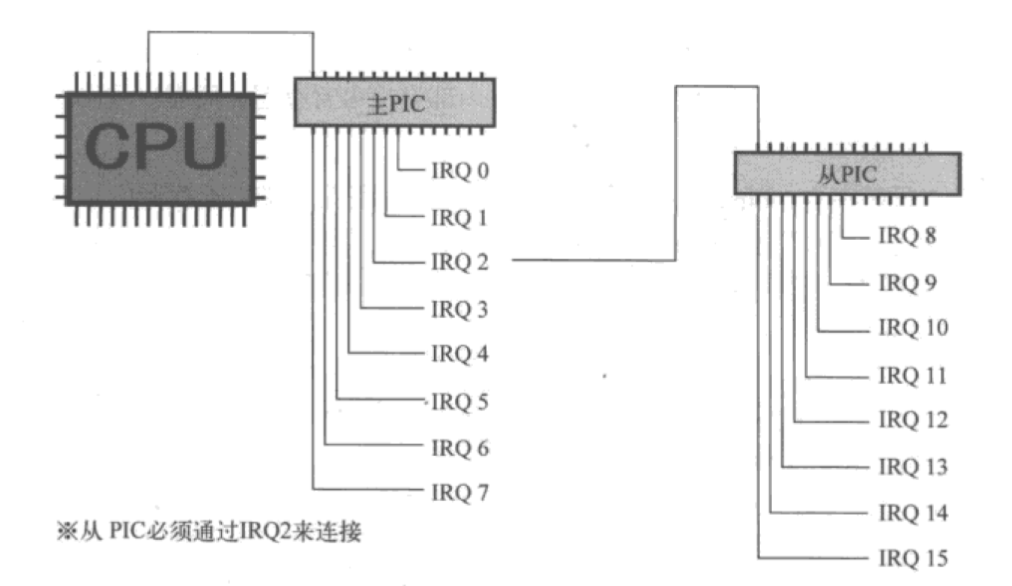 CPU
主PIC
IRQ 0
IRQ 1
IRQ 2
IRQ 3
IRQ 4
IRQ 5
IRQ 6
IRQ 7
从PIC
IRQ 8
IRQ 9
IRQ 10
IRQ 11
IRQ 12
IRQ 13
IRQ 14
IRQ 15
※从 PIC必须通过IRQ2来连接